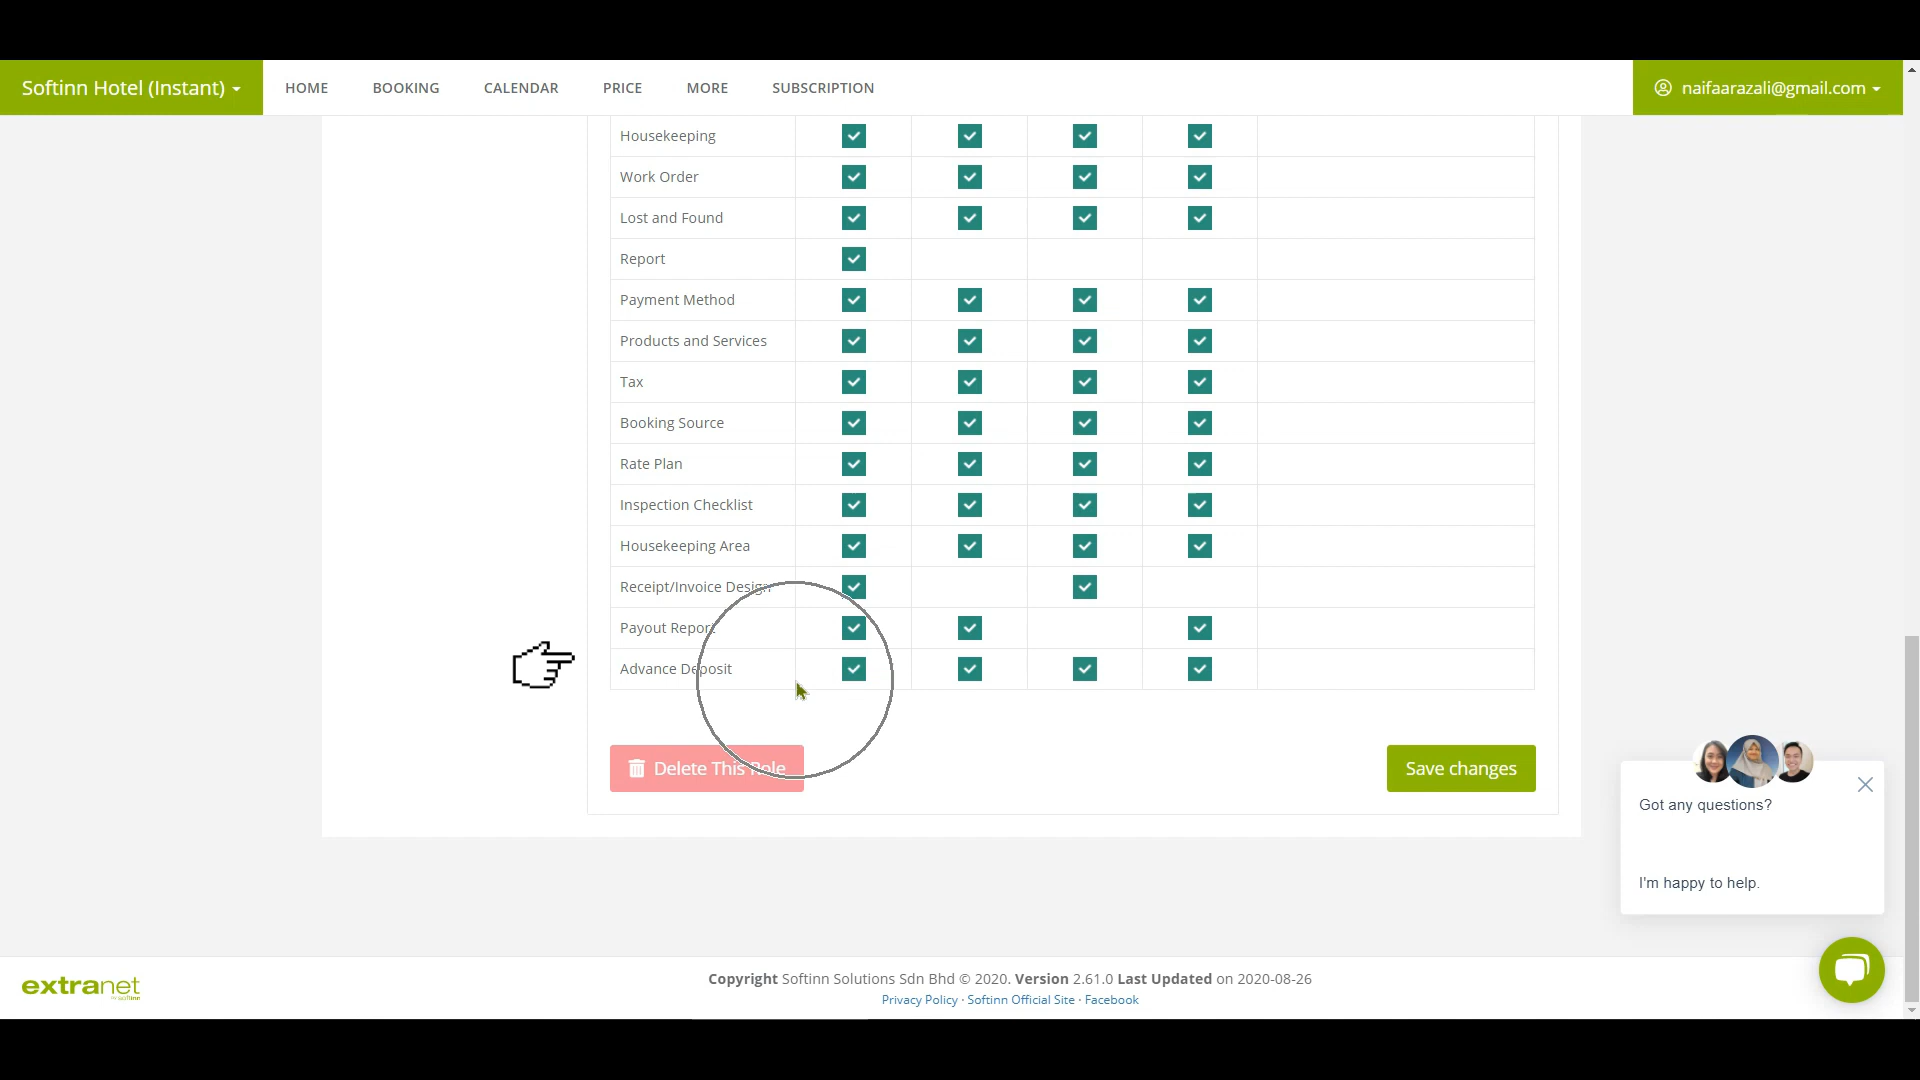 Softinn Hotel (Instant) HOME BOOKING CALENDAR PRICE MORE SUBSCRIPTION naifaarazali@gmail.com
Housekeeping
Work Order
Lost and Found
Report
Payment Method
Products and Services
Tax
Booking Source
Rate Plan
Inspection Checklist
Housekeeping Area
Receipt/Invoice Design
Payout Report
Advance Deposit
Delete This Role Save changes
Got any questions?
I'm happy to help.
extranet
BY softinn
Copyright Softinn Solutions Sdn Bhd © 2020. Version 2.61.0 Last Updated on 2020-08-26
Privacy Policy · Softinn Official Site · Facebook